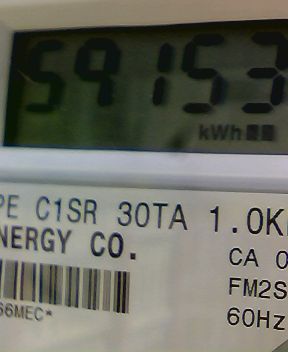 59153
kWh
PE C1SR 30TA 1.0K
NERGY CO.
CA 0
FM2S
66MEC*
60Hz